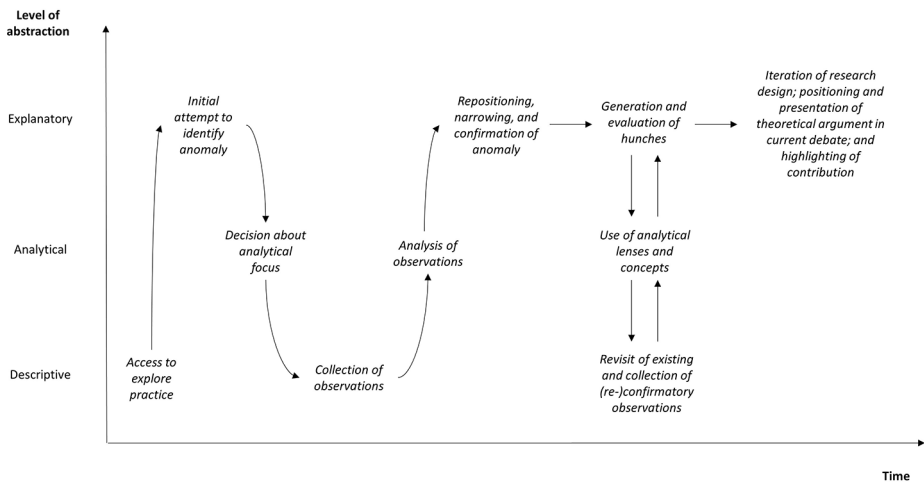 Level of
abstraction
Explanatory
Analytical
Descriptive
Access to
explore
practice
Initial
attempt to
identify
anomaly
Decision about
analytical
focus
Collection of
observations
Analysis of
observations
Repositioning,
narrowing, and
confirmation of
anomaly
Generation and
evaluation of
hunches
Use of analytical
lenses and
concepts
Revisit of existing
and collection of
(re-)confirmatory
observations
Iteration of research
design; positioning and
presentation of
theoretical argument in
current debate; and
highlighting of
contribution
Time